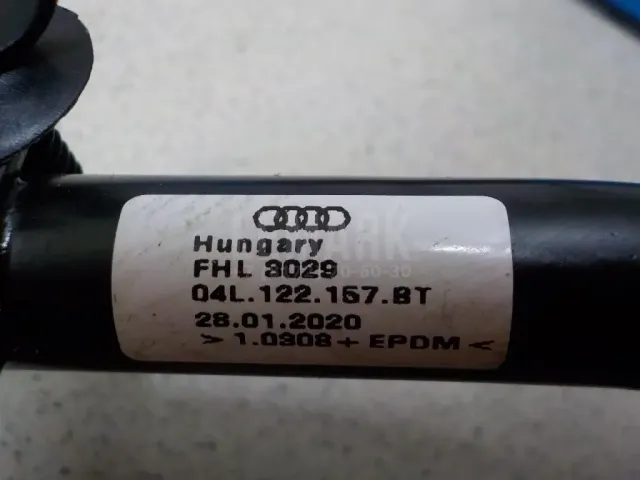 Hungary
FHL 3029
04L.122.157.BT
28.01.2020
> 1.0308 + EPDM <